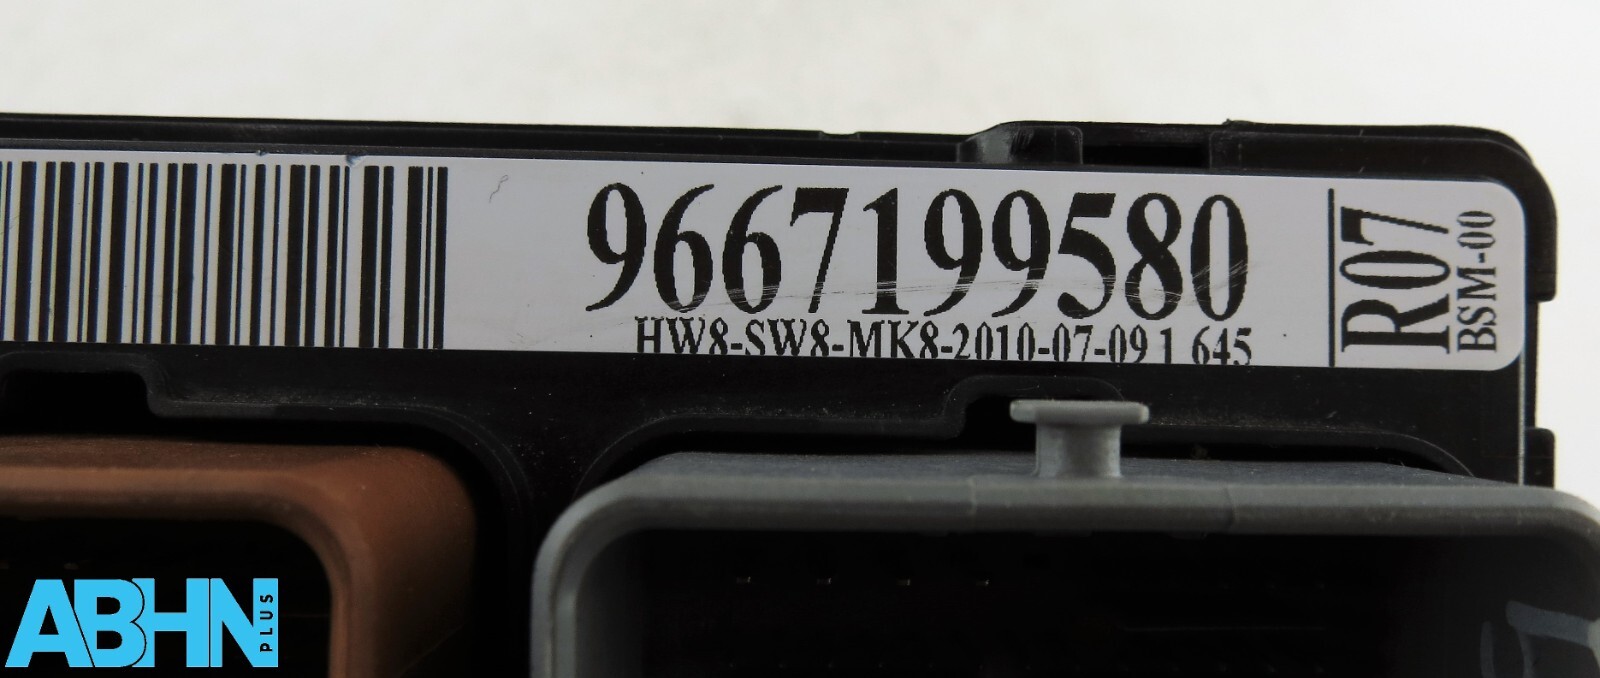 9667199580
HW8-SW8-MK8-2010-07-09 1 645
R07
BSM-00
ABHN
PLUS